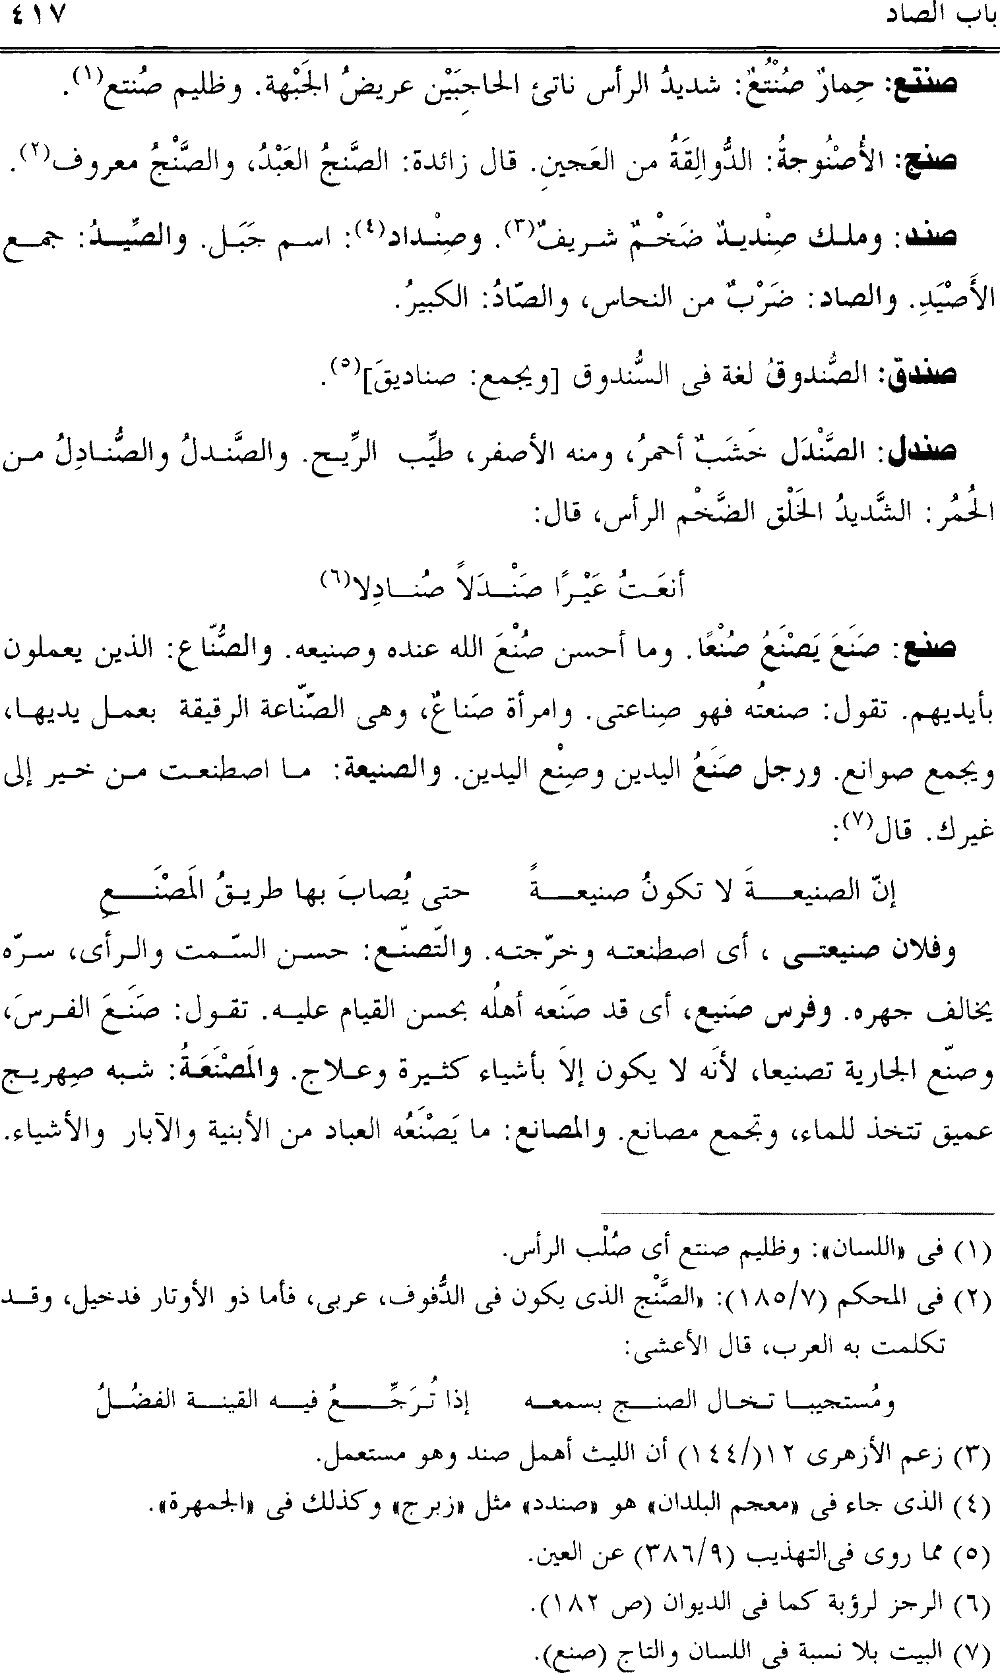 باب الصاد ٤١٧
صنتع: حِمارٌ صُنْتُعٌ: شديدُ الرأس ناتئ الحاجِبَيْن عريضُ الجَبْهة. وظليم صُنتع(١).
صنج: الأُصْنُوجةُ: الدُّوالِقَةُ من العَجينِ. قال زائدة: الصَّنجُ العَبْدُ، والصَّنْجُ معروف(٢).
صند: وملك صِنْديدٌ ضَخْمٌ شريفٌ(٣). وصِنْداد(٤): اسم جَبَل. والصِّيدُ: جمع
الأَصْيَدِ. والصاد: ضَرْبٌ من النحاس، والصّادُ: الكبيرُ.
صندق: الصُّندوقُ لغة فى السُّندوق [ويجمع: صناديقَ](٥).
صندل: الصَّنْدَل خَشَبٌ أحمرُ، ومنه الأصفر، طيِّب الرِّيح. والصَّندلُ والصُّنادِلُ من
الحُمُر: الشَّديدُ الخَلْق الضَّخْم الرأس، قال:
أنعَتُ عَيْرًا صَنْدَلاً صُنادِلا(٦)
صنع: صَنَعَ يَصْنَعُ صُنْعًا. وما أحسن صُنْعَ الله عنده وصنيعه. والصُّنّاع: الذين يعملون
بأيديهم. تقول: صنعتُه فهو صِناعتى. وامرأة صَناعٌ، وهى الصّنّاعة الرقيقة بعمل يديها،
ويجمع صوانع. ورجل صَنَعُ اليدين وصِنْع اليدين. والصنيعة: ما اصطنعت من خير إلى
غيرك. قال(٧):
إنّ الصنيعةَ لا تكونُ صنيعةً حتى يُصابَ بها طريقُ المَصْنَعِ
وفلان صنيعتى ، أى اصطنعته وخرّجته. والتّصنّع: حسن السّمت والرأى، سرّه
يخالف جهره. وفرس صَنيع، أى قد صَنَعه أهلُه بحسن القيام عليه. تقول: صَنَعَ الفرسَ،
وصنّع الجارية تصنيعا، لأنّه لا يكون إلاّ بأشياء كثيرة وعلاج. والمَصْنَعَةُ: شبه صِهريج
عميق تتخذ للماء، وتجمع مصانع. والمصانع: ما يَصْنَعُه العباد من الأبنية والآبار والأشياء.
(١) فى «اللسان»: وظليم صنتع أى صُلْب الرأس.
(٢) فى المحكم (١٨٥/٧): «الصَّنْج الذى يكون فى الدُّفوف، عربى، فأما ذو الأوتار فدخيل، وقد
تكلمت به العرب، قال الأعشى:
ومُستجيبا تخال الصنج بسمعه إذا تُرَجِّعُ فيه القينة الفضُلُ
(٣) زعم الأزهرى ١٢(/١٤٤) أن الليث أهمل صند وهو مستعمل.
(٤) الذى جاء فى «معجم البلدان» هو «صندد» مثل «زبرج» وكذلك فى «الجمهرة».
(٥) مما روى فىالتهذيب (٣٨٦/٩) عن العين.
(٦) الرجز لرؤبة كما فى الديوان (ص ١٨٢).
(٧) البيت بلا نسبة فى اللسان والتاج (صنع).